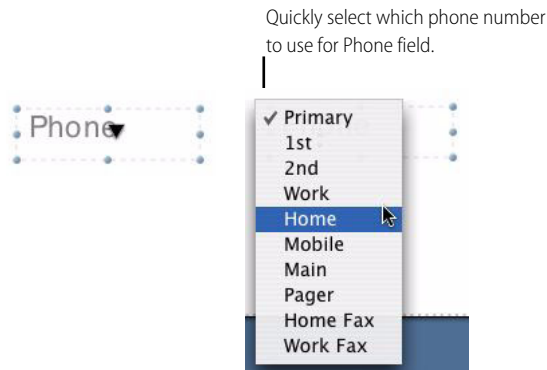 Quickly select which phone number
to use for Phone field.
Phone
✓ Primary
1st
2nd
Work
Home
Mobile
Main
Pager
Home Fax
Work Fax